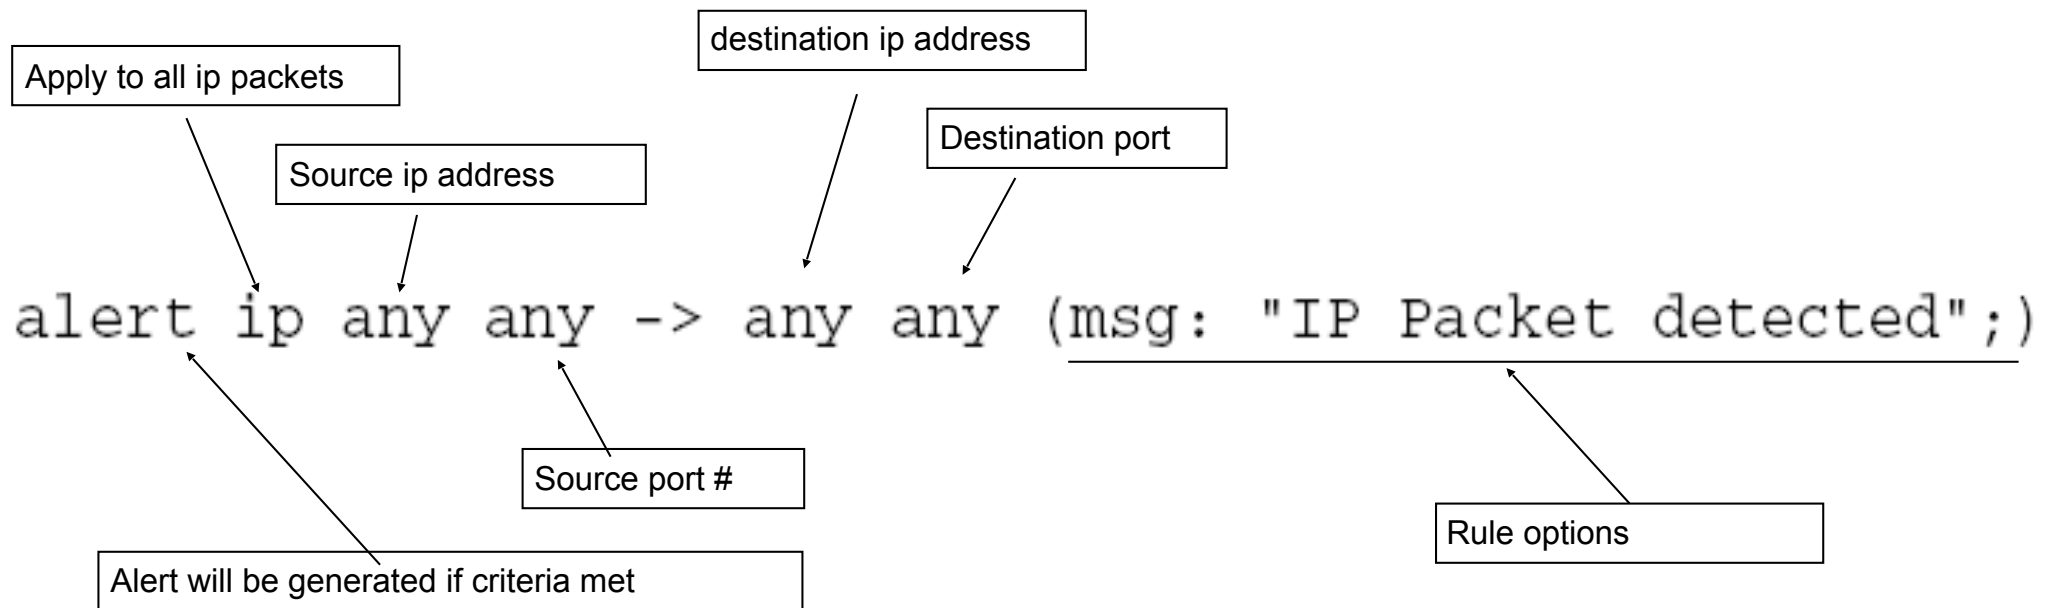 destination ip address
Apply to all ip packets
Destination port
Source ip address
alert ip any any -> any any (msg: "IP Packet detected";)
Source port #
Rule options
Alert will be generated if criteria met